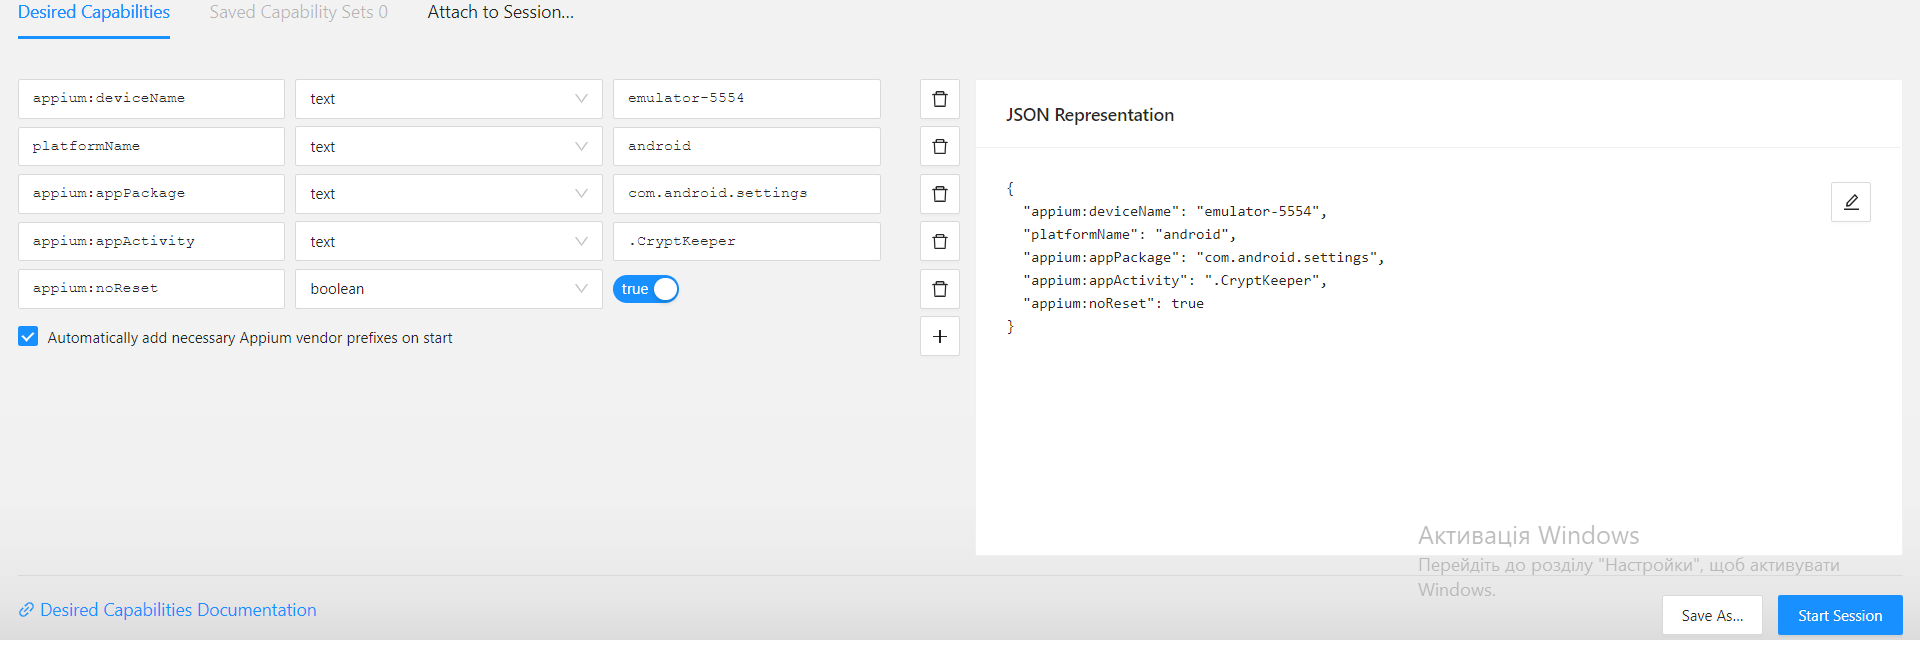 Desired Capabilities Saved Capability Sets 0 Attach to Session...
appium:deviceName text emulator-5554
platformName text android
appium:appPackage text com.android.settings
appium:appActivity text .CryptKeeper
appium:noReset boolean true
Automatically add necessary Appium vendor prefixes on start
JSON Representation
{
"appium:deviceName": "emulator-5554",
"platformName": "android",
"appium:appPackage": "com.android.settings",
"appium:appActivity": ".CryptKeeper",
"appium:noReset": true
}
Активація Windows
Перейдіть до розділу "Настройки", щоб активувати
Windows.
Desired Capabilities Documentation
Save As... Start Session